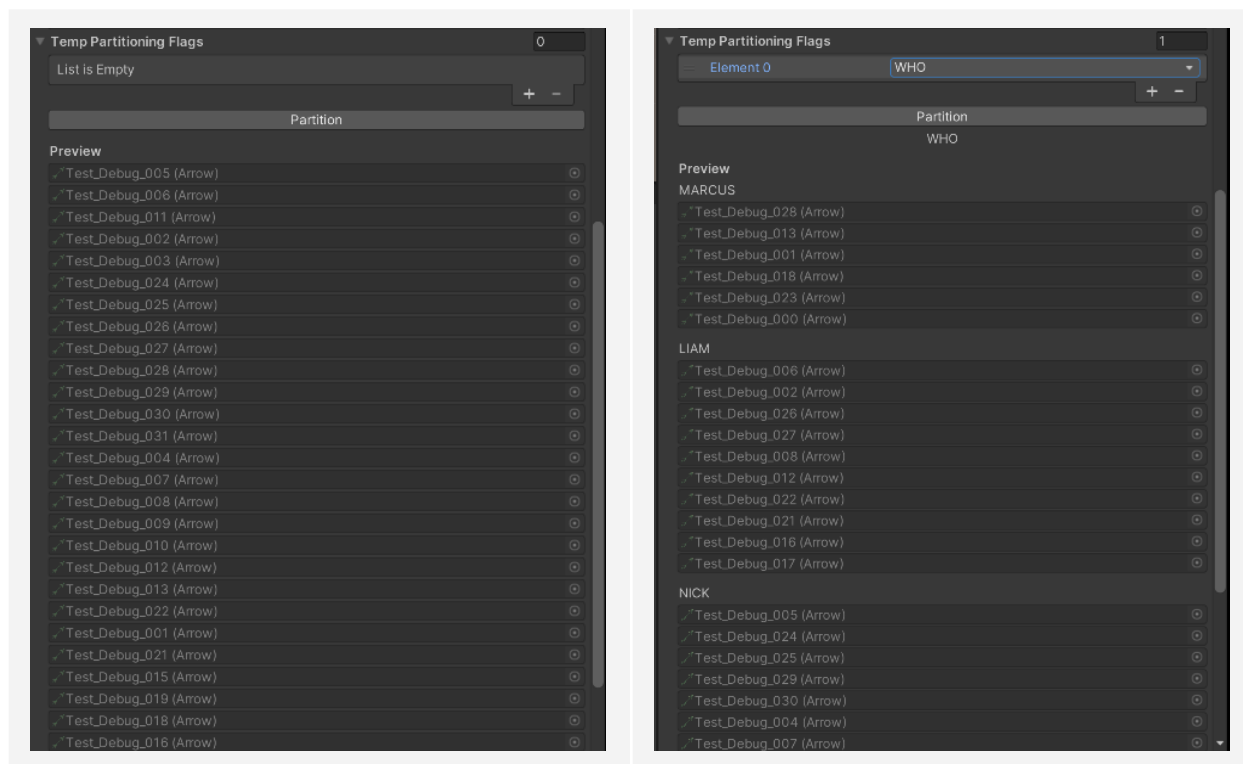 Temp Partitioning Flags 0
List is Empty
+ -
Partition
Preview
Test_Debug_005 (Arrow)
Test_Debug_006 (Arrow)
Test_Debug_011 (Arrow)
Test_Debug_002 (Arrow)
Test_Debug_003 (Arrow)
Test_Debug_024 (Arrow)
Test_Debug_025 (Arrow)
Test_Debug_026 (Arrow)
Test_Debug_027 (Arrow)
Test_Debug_028 (Arrow)
Test_Debug_029 (Arrow)
Test_Debug_030 (Arrow)
Test_Debug_031 (Arrow)
Test_Debug_004 (Arrow)
Test_Debug_007 (Arrow)
Test_Debug_008 (Arrow)
Test_Debug_009 (Arrow)
Test_Debug_010 (Arrow)
Test_Debug_012 (Arrow)
Test_Debug_013 (Arrow)
Test_Debug_022 (Arrow)
Test_Debug_001 (Arrow)
Test_Debug_021 (Arrow)
Test_Debug_015 (Arrow)
Test_Debug_019 (Arrow)
Test_Debug_018 (Arrow)
Test_Debug_016 (Arrow)
Temp Partitioning Flags 1
Element 0 WHO
+ -
Partition
WHO
Preview
MARCUS
Test_Debug_028 (Arrow)
Test_Debug_013 (Arrow)
Test_Debug_001 (Arrow)
Test_Debug_018 (Arrow)
Test_Debug_023 (Arrow)
Test_Debug_000 (Arrow)
LIAM
Test_Debug_006 (Arrow)
Test_Debug_002 (Arrow)
Test_Debug_026 (Arrow)
Test_Debug_027 (Arrow)
Test_Debug_008 (Arrow)
Test_Debug_012 (Arrow)
Test_Debug_022 (Arrow)
Test_Debug_021 (Arrow)
Test_Debug_016 (Arrow)
Test_Debug_017 (Arrow)
NICK
Test_Debug_005 (Arrow)
Test_Debug_024 (Arrow)
Test_Debug_025 (Arrow)
Test_Debug_029 (Arrow)
Test_Debug_030 (Arrow)
Test_Debug_004 (Arrow)
Test_Debug_007 (Arrow)